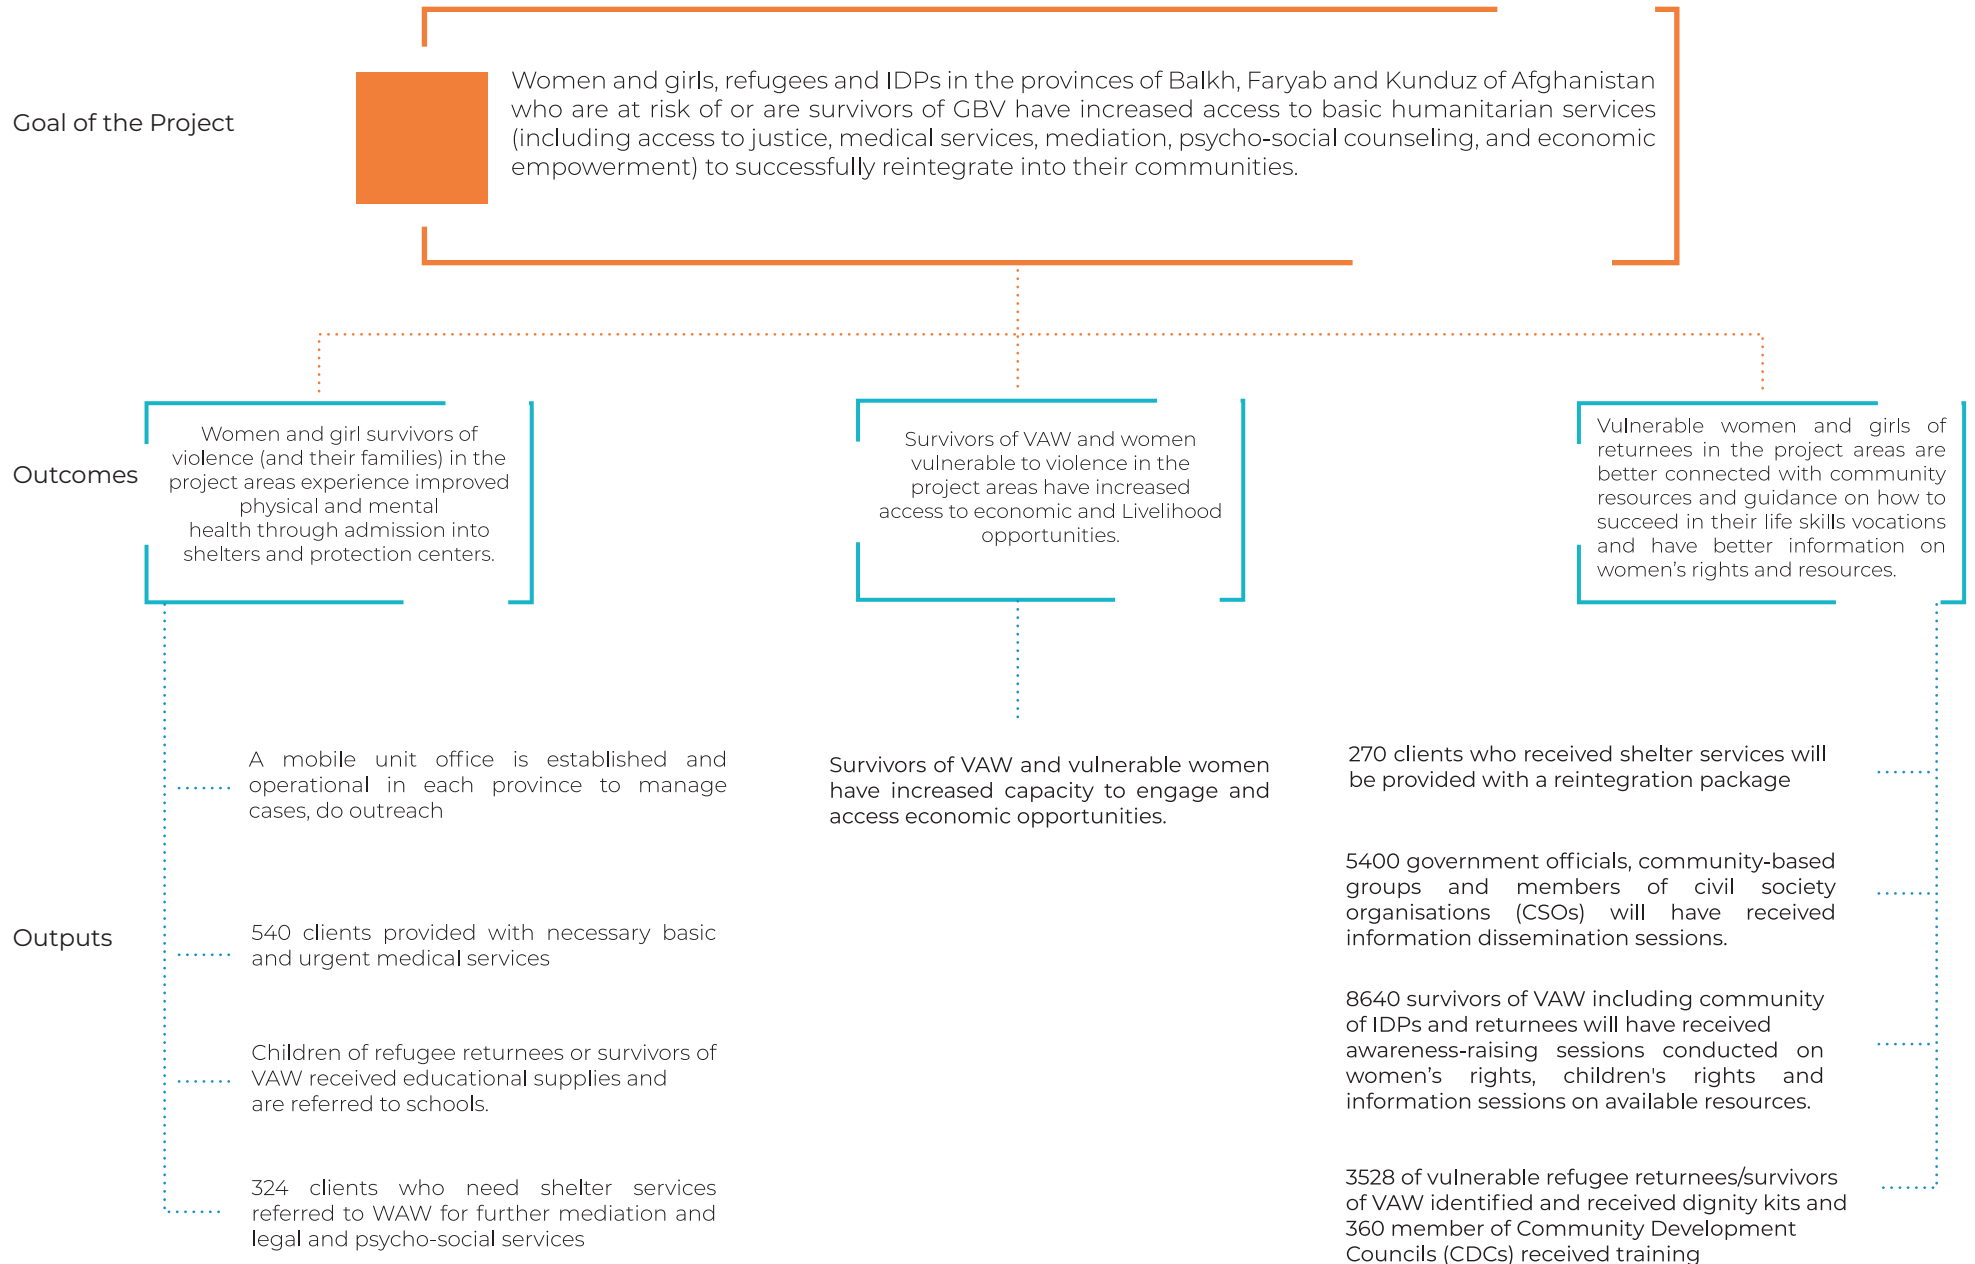 Goal of the Project
Women and girls, refugees and IDPs in the provinces of Balkh, Faryab and Kunduz of Afghanistan
who are at risk of or are survivors of GBV have increased access to basic humanitarian services
(including access to justice, medical services, mediation, psycho-social counseling, and economic
empowerment) to successfully reintegrate into their communities.
Outcomes
Women and girl survivors of
violence (and their families) in the
project areas experience improved
physical and mental
health through admission into
shelters and protection centers.
Survivors of VAW and women
vulnerable to violence in the
project areas have increased
access to economic and Livelihood
opportunities.
Vulnerable women and girls of
returnees in the project areas are
better connected with community
resources and guidance on how to
succeed in their life skills vocations
and have better information on
women’s rights and resources.
Outputs
A mobile unit office is established and
operational in each province to manage
cases, do outreach
540 clients provided with necessary basic
and urgent medical services
Children of refugee returnees or survivors of
VAW received educational supplies and
are referred to schools.
324 clients who need shelter services
referred to WAW for further mediation and
legal and psycho-social services
Survivors of VAW and vulnerable women
have increased capacity to engage and
access economic opportunities.
270 clients who received shelter services will
be provided with a reintegration package
5400 government officials, community-based
groups and members of civil society
organisations (CSOs) will have received
information dissemination sessions.
8640 survivors of VAW including community
of IDPs and returnees will have received
awareness-raising sessions conducted on
women’s rights, children's rights and
information sessions on available resources.
3528 of vulnerable refugee returnees/survivors
of VAW identified and received dignity kits and
360 member of Community Development
Councils (CDCs) received training